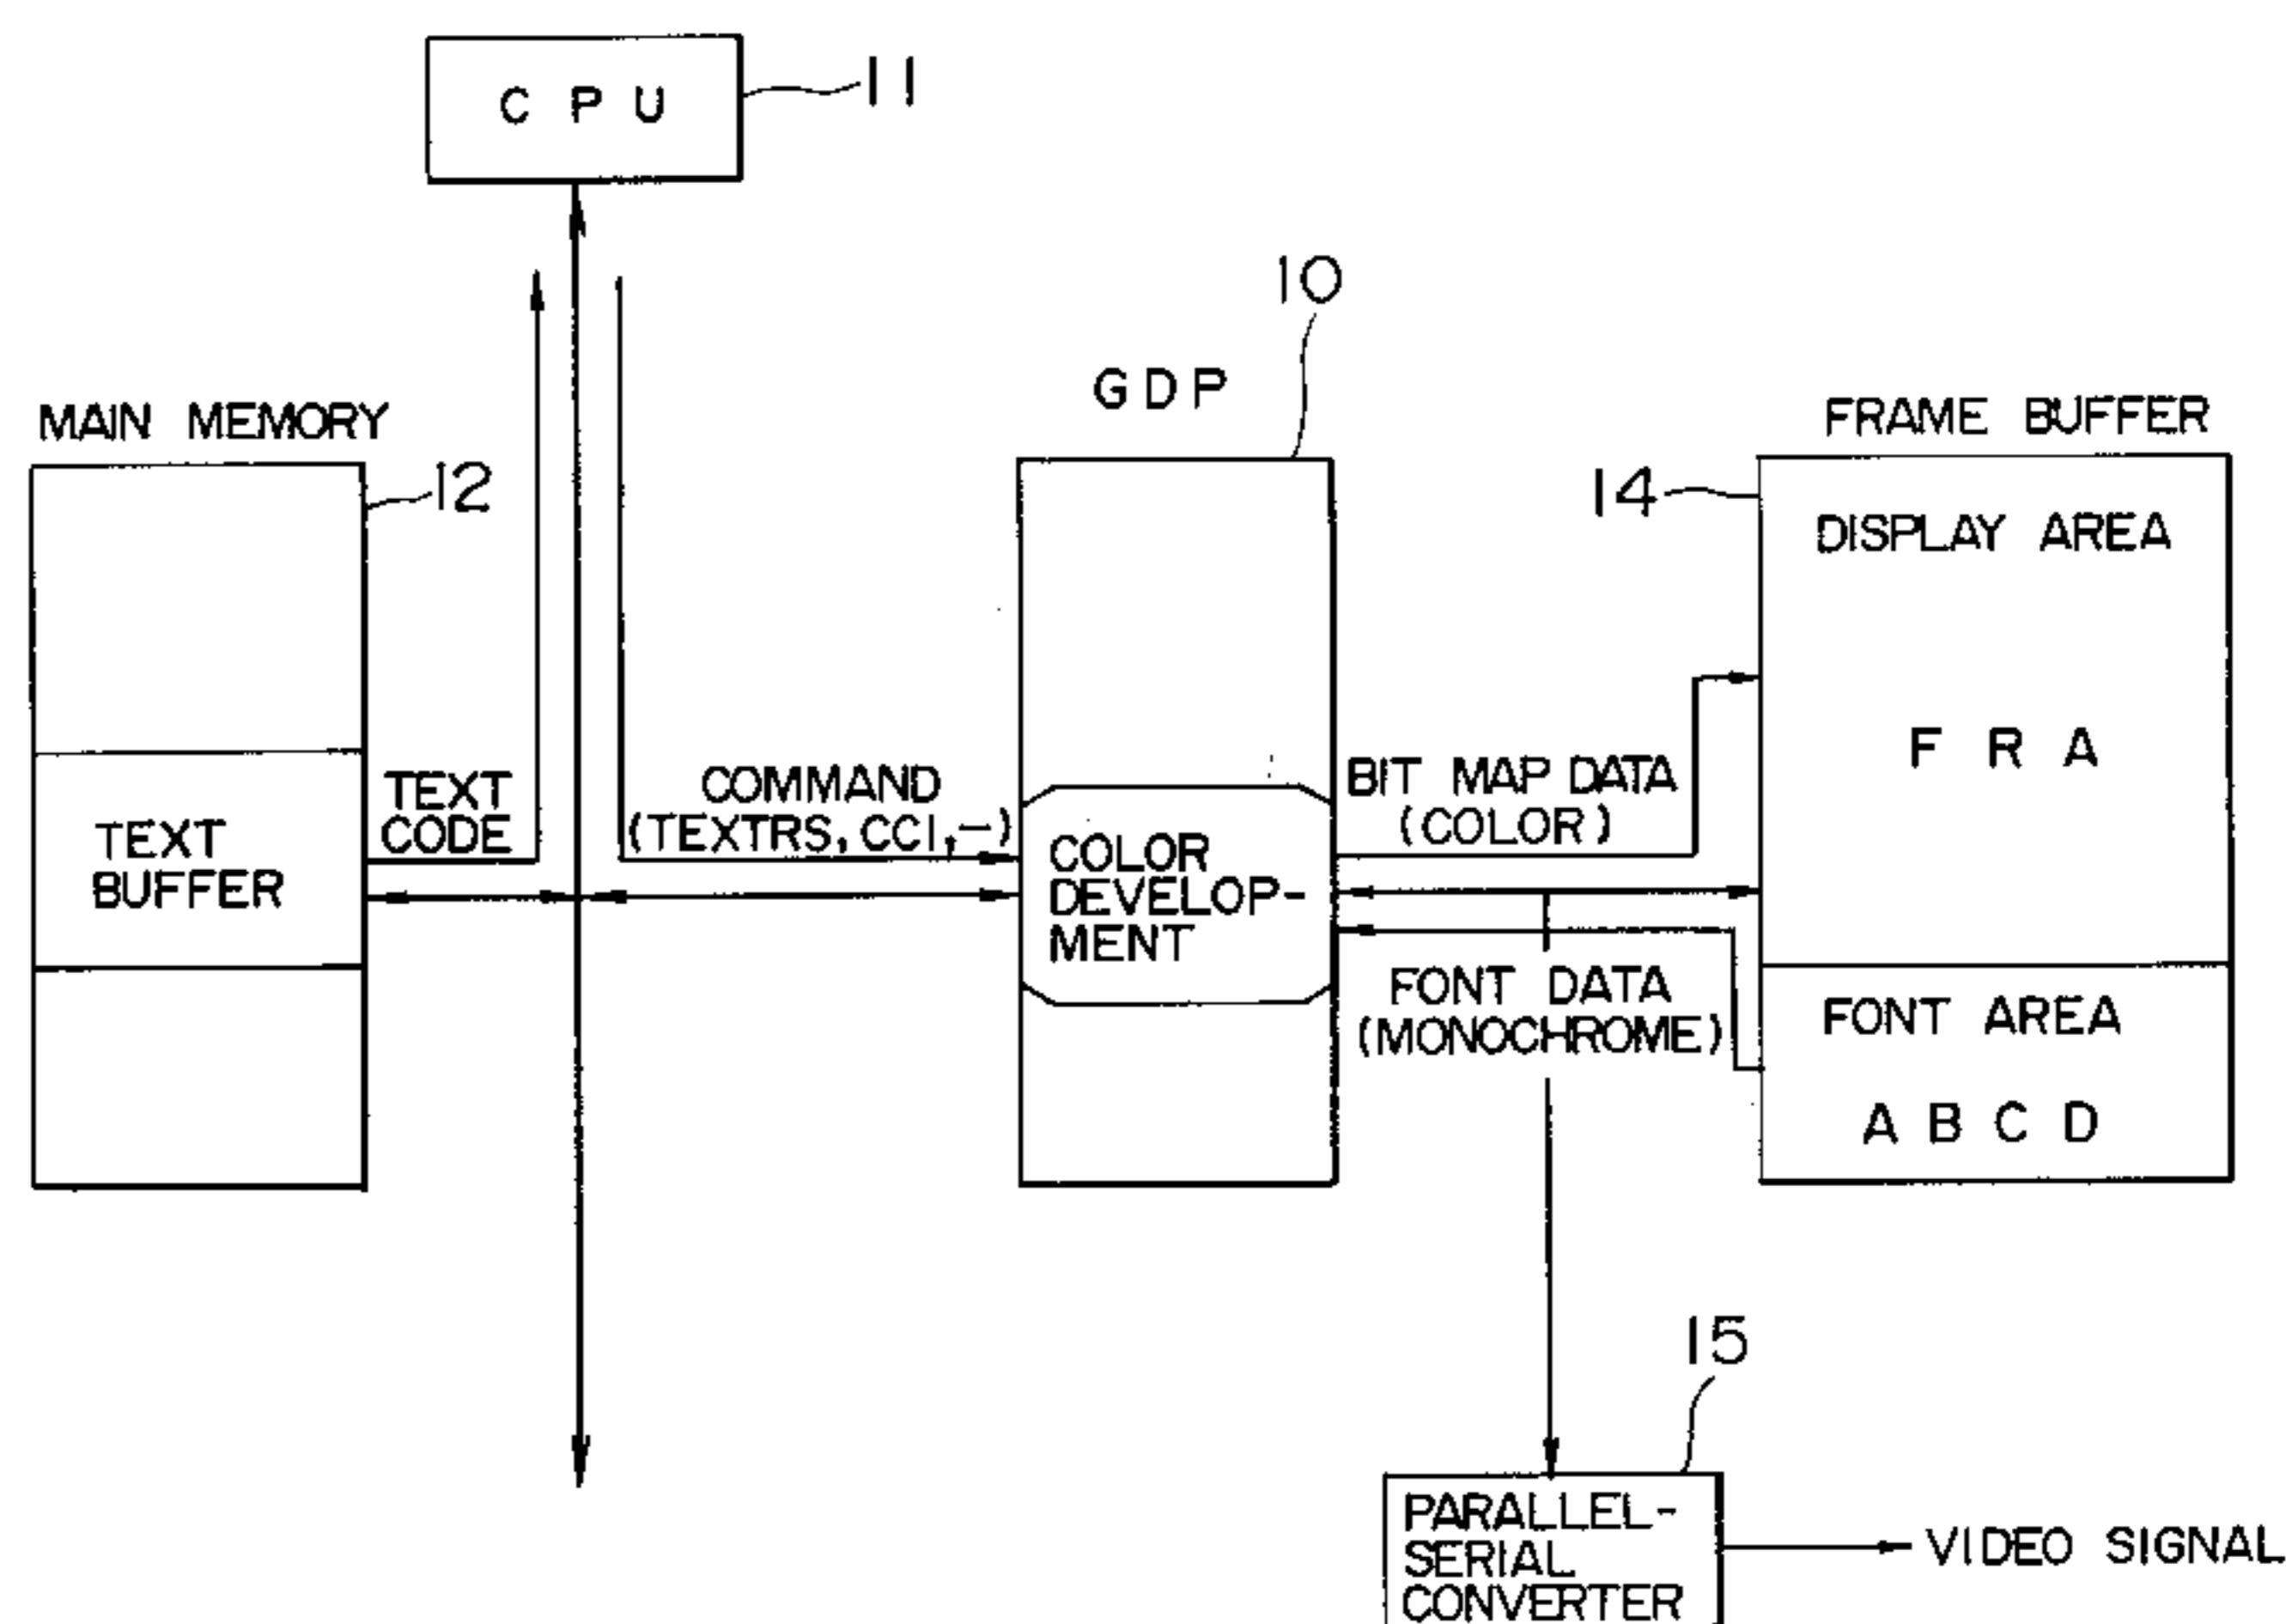 C P U
11
10
GDP
MAIN MEMORY
12
FRAME BUFFER
14
DISPLAY AREA
F R A
TEXT
CODE
COMMAND
(TEXTRS, CCI, —)
BIT MAP DATA
(COLOR)
TEXT
BUFFER
COLOR
DEVELOP-
MENT
FONT DATA
(MONOCHROME)
FONT AREA
A B C D
15
PARALLEL-
SERIAL
CONVERTER
VIDEO SIGNAL